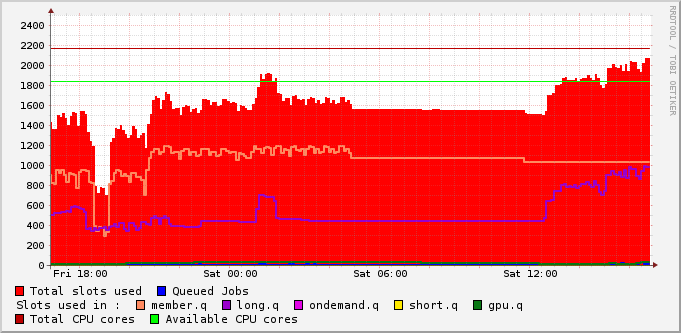 2400
2200
2000
1800
1600
1400
1200
1000
800
600
400
200
0
Fri 18:00 Sat 00:00 Sat 06:00 Sat 12:00
Total slots used Queued Jobs
Slots used in : member.q long.q ondemand.q short.q gpu.q
Total CPU cores Available CPU cores
RRDTOOL / TOBI OETIKER